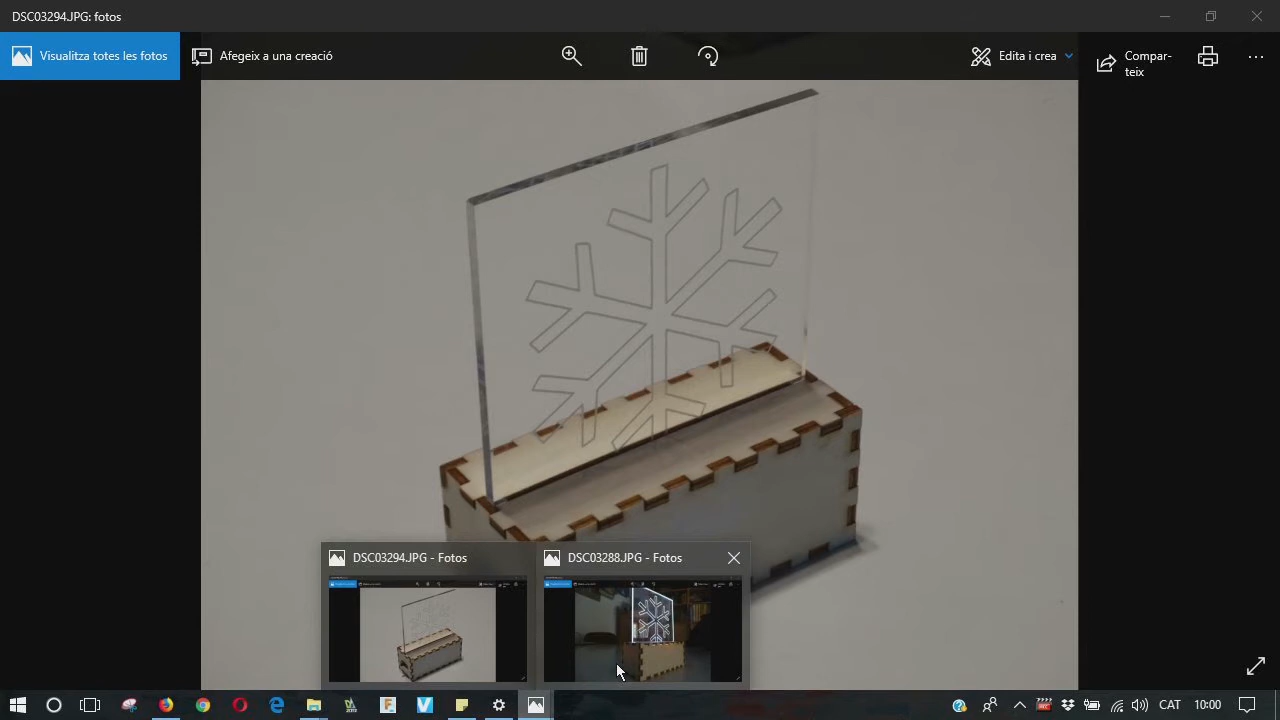 DSC03294.JPG: fotos
Visualitza totes les fotos
Afegeix a una creació
Edita i crea
Compar-
teix
DSC03294.JPG - Fotos
DSC03288.JPG - Fotos
CAT
10:00